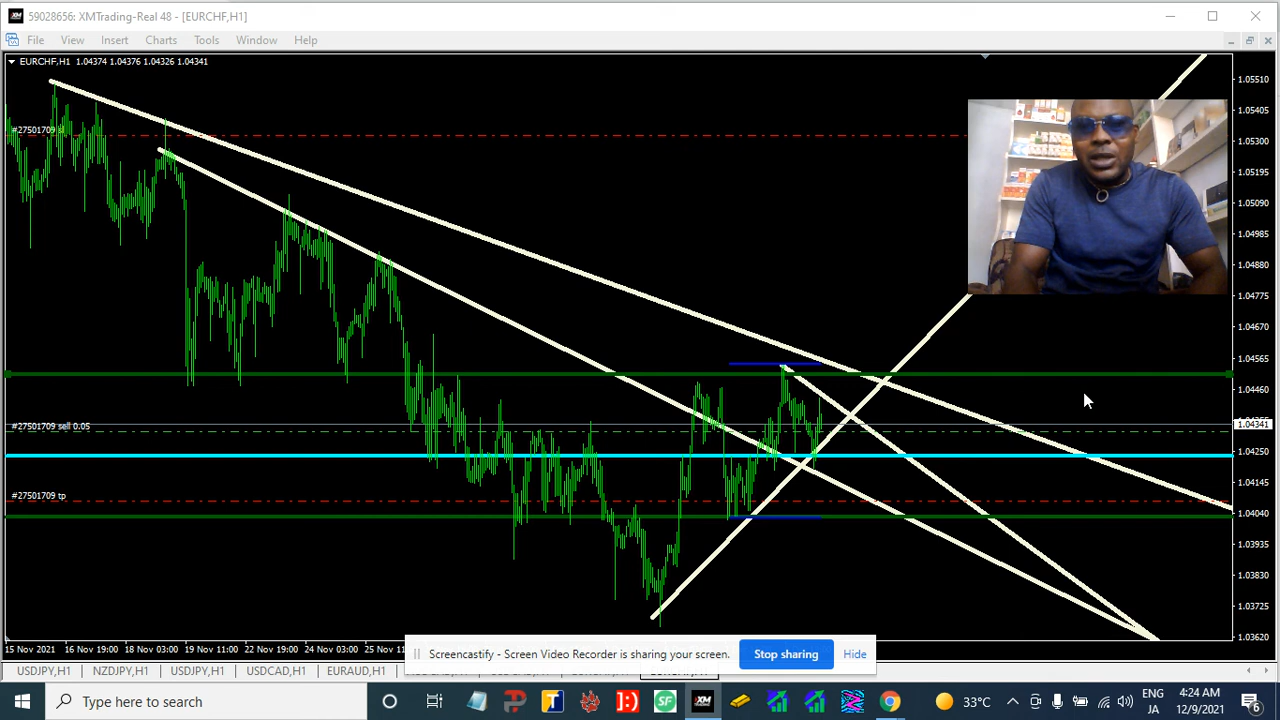 59028656: XMTrading-Real 48 - [EURCHF,H1]
File View Insert Charts Tools Window Help
EURCHF,H1 1.04374 1.04376 1.04326 1.04341
1.05510
1.05405
#27501709 sl
1.05300
1.05195
1.05090
1.04985
1.04880
1.04775
1.04670
1.04565
1.04460
#27501709 sell 0.05
1.04341
1.04250
#27501709 tp
1.04145
1.04040
1.03935
1.03830
1.03725
1.03620
15 Nov 2021 16 Nov 19:00 18 Nov 03:00 19 Nov 11:00 22 Nov 19:00 24 Nov 03:00 25 Nov 11
Screencastify - Screen Video Recorder is sharing your screen. Stop sharing Hide
USDJPY,H1 NZDJPY,H1 USDJPY,H1 USDCAD,H1 EURAUD,H1
Type here to search
33°C
ENG
JA
4:24 AM
12/9/2021
6